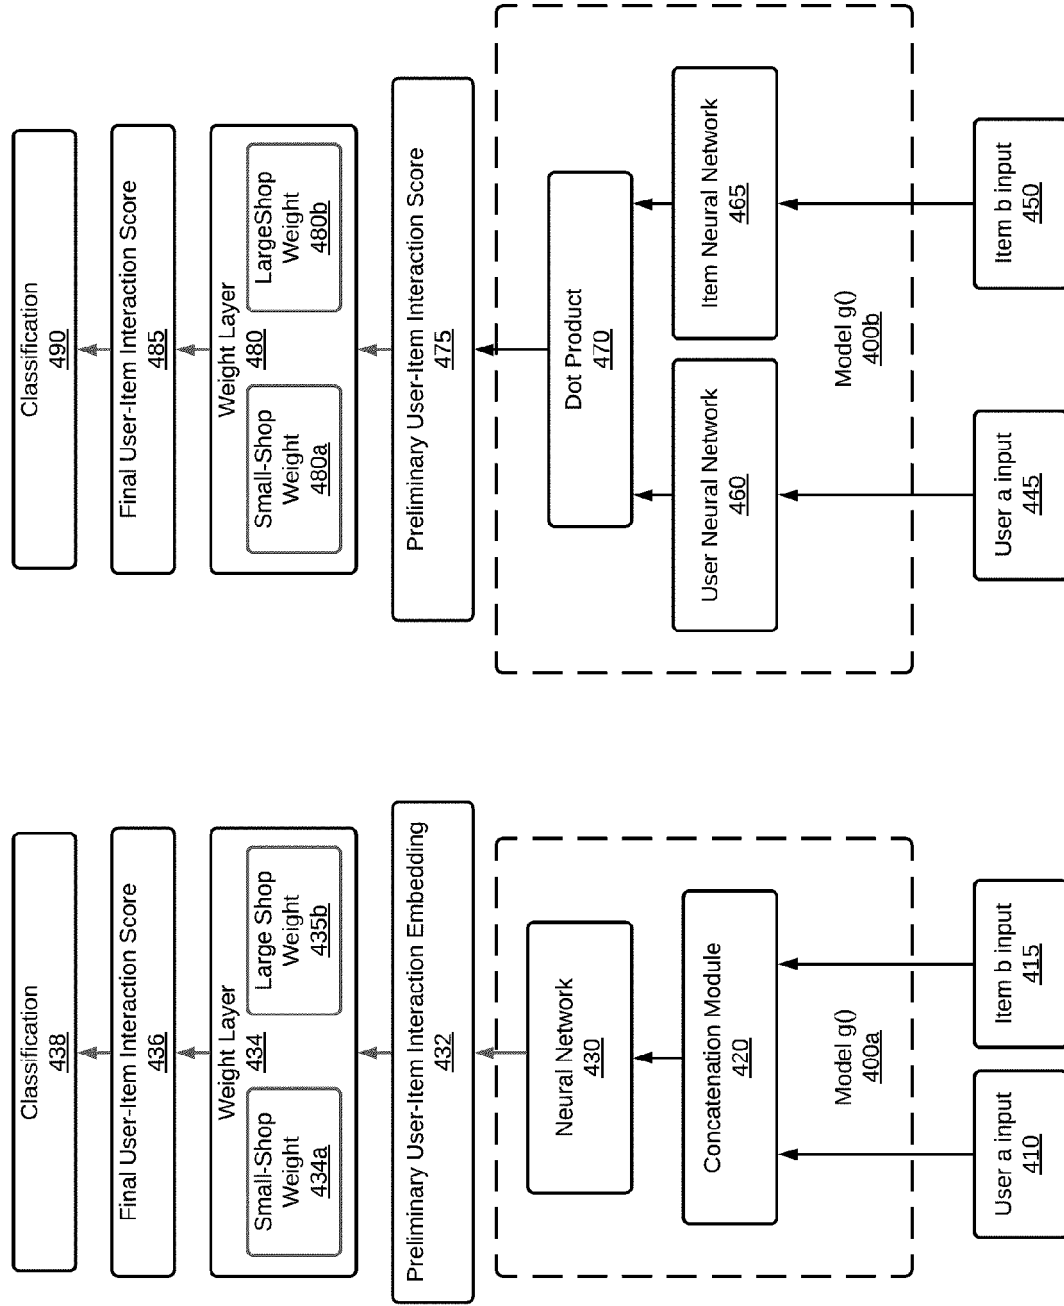 Classification
438
Final User-Item Interaction Score
436
Weight Layer
434
Small-Shop
Weight
434a
Large Shop
Weight
435b
Preliminary User-Item Interaction Embedding
432
Neural Network
430
Concatenation Module
420
Model g()
400a
User a input
410
Item b input
415
Classification
490
Final User-Item Interaction Score
485
Weight Layer
480
Small-Shop
Weight
480a
LargeShop
Weight
480b
Preliminary User-Item Interaction Score
475
Dot Product
470
User Neural Network
460
Item Neural Network
465
Model g()
400b
User a input
445
Item b input
450